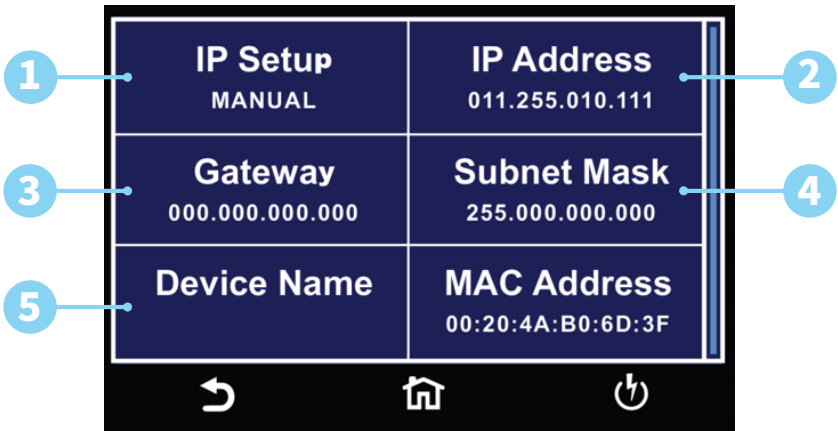 1
IP Setup
MANUAL
IP Address
011.255.010.111
2
3
Gateway
000.000.000.000
Subnet Mask
255.000.000.000
4
5
Device Name
MAC Address
00:20:4A:B0:6D:3F